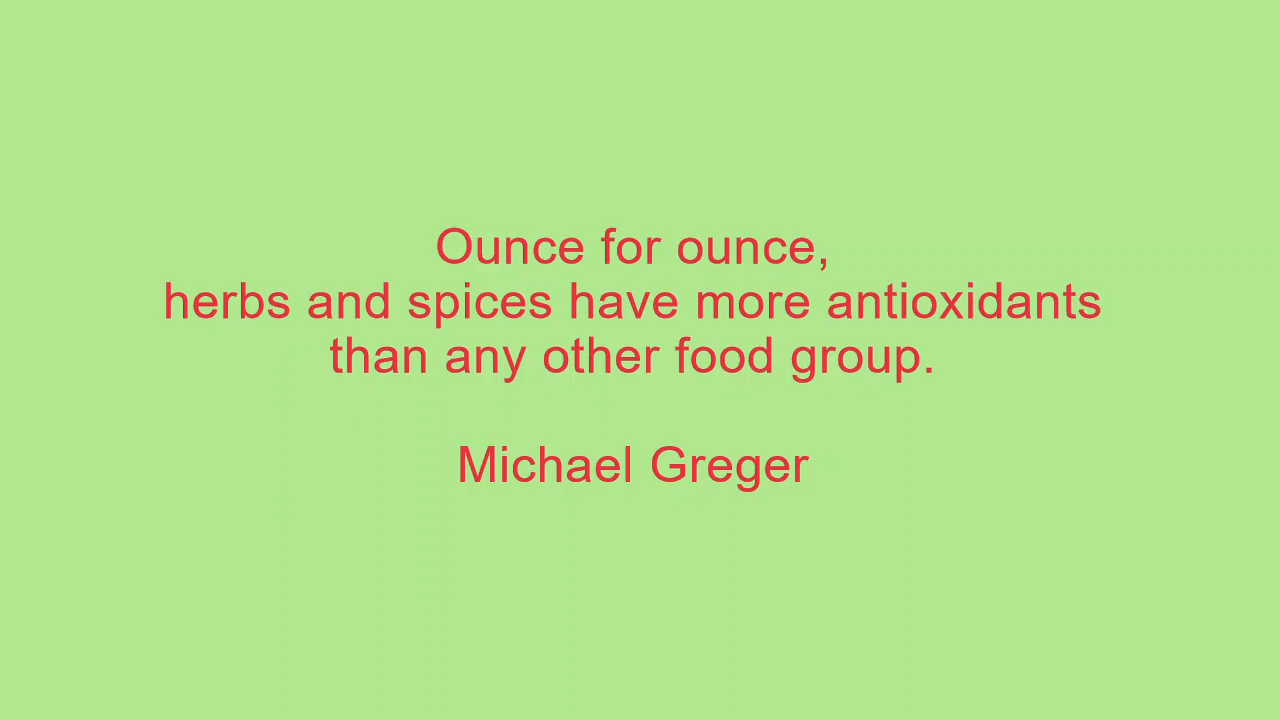 Ounce for ounce,
herbs and spices have more antioxidants
than any other food group.
Michael Greger